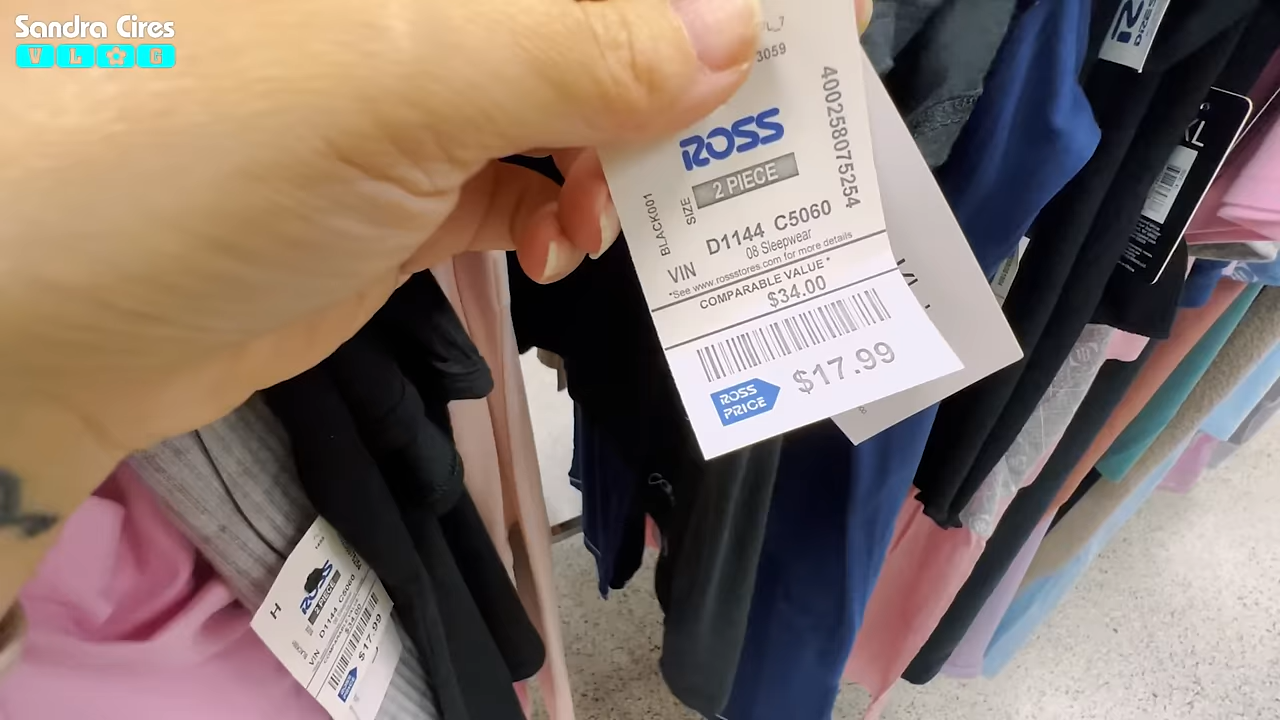 Sandra Cires
VLOG
3059
400258075254
ROSS
2 PIECE
SIZE
BLACK001
D1144 C5060
VIN
08 Sleepwear
*See www.rossstores.com for more details
COMPARABLE VALUE*
$34.00
ROSS
PRICE
$17.99
H
ROSS
2 PIECE
D1144 C5060
VIN
$17.99